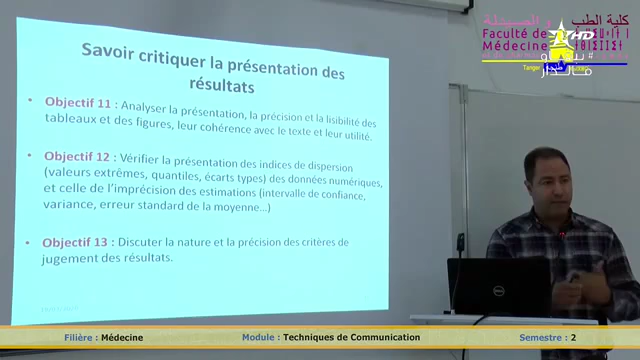 Savoir critiquer la présentation des
résultats
• Objectif 11 : Analyser la présentation, la précision et la lisibilité des
tableaux et des figures, leur cohérence avec le texte et leur utilité.
• Objectif 12 : Vérifier la présentation des indices de dispersion
(valeurs extrêmes, quantiles, écarts types) des données numériques,
et celle de l'imprécision des estimations (intervalle de confiance,
variance, erreur standard de la moyenne...)
• Objectif 13 : Discuter la nature et la précision des critères de
jugement des résultats.
كلية الطب و الصيدلة
Faculté de
Médecine
Tanger
HD
DELL
Filière : Médecine
Module : Techniques de Communication
Semestre : 2